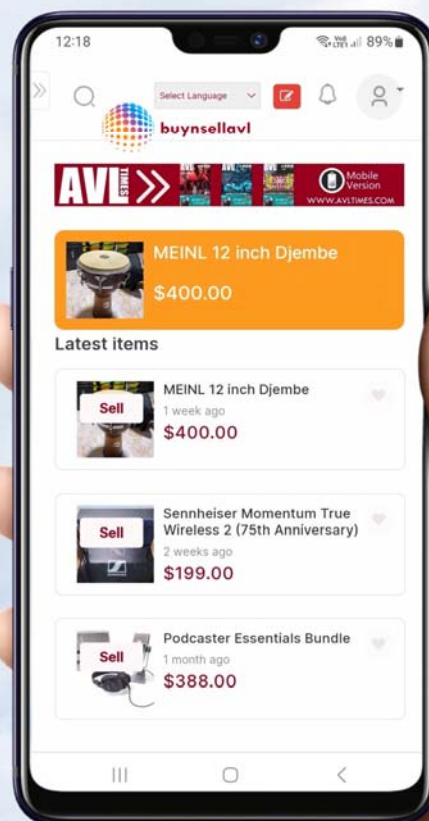 12:18
Vo)
LTE1
89%
Select Language
buynsellavl
AVL
TIMES
Mobile
Version
WWW.AVLTIMES.COM
MEINL 12 inch Djembe
$400.00
Latest items
Sell
MEINL 12 inch Djembe
1 week ago
$400.00
Sell
Sennheiser Momentum True
Wireless 2 (75th Anniversary)
2 weeks ago
$199.00
Sell
Podcaster Essentials Bundle
1 month ago
$388.00